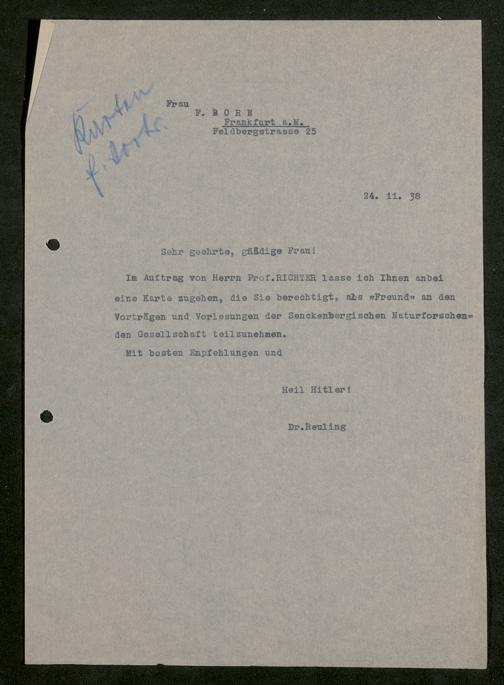 Frau
F. BORN
Frankfurt a.M.
Feldbergstrasse 25
24. 11. 38
Sehr geehrte, gnädige Frau!
Im Auftrag von Herrn Prof.RICHTER lasse ich Ihnen anbei
eine Karte zugehen, die Sie berechtigt, als »Freund« an den
Vorträgen und Vorlesungen der Senckenbergischen Naturforschen=
den Gesellschaft teilzunehmen.
Mit besten Empfehlungen und
Heil Hitler!
Dr.Reuling